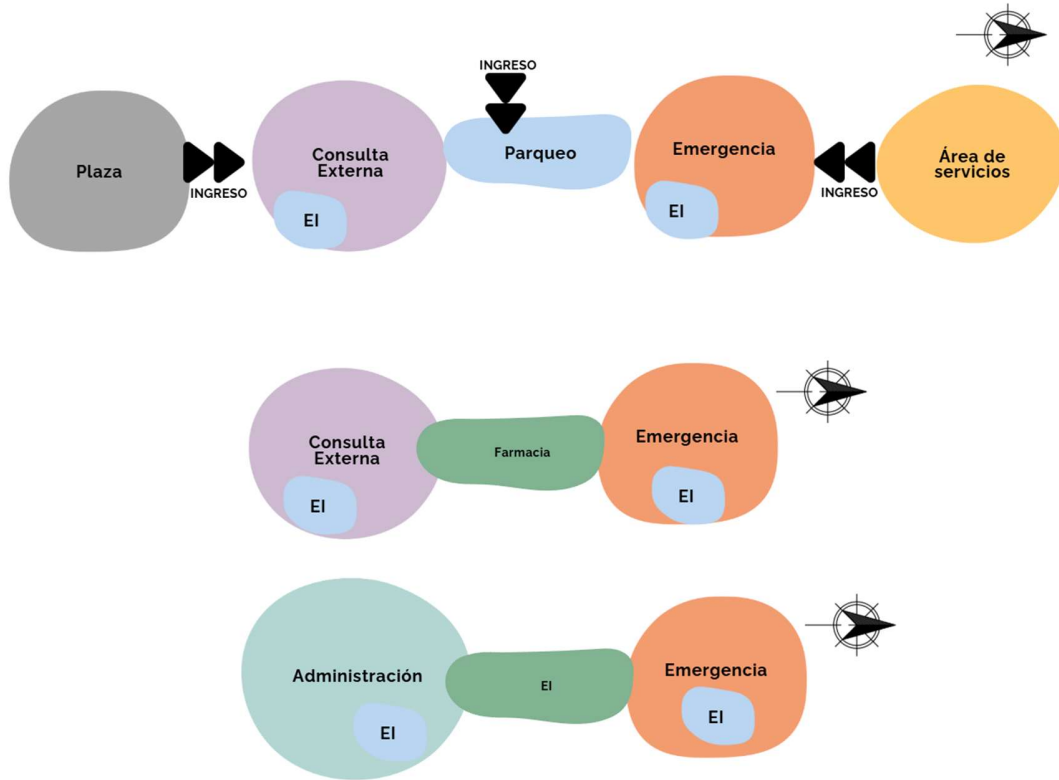 INGRESO
Plaza
INGRESO
Consulta
Externa
EI
Parqueo
Emergencia
EI
INGRESO
Área de
servicios
Consulta
Externa
EI
Farmacia
Emergencia
EI
Administración
EI
EI
Emergencia
EI